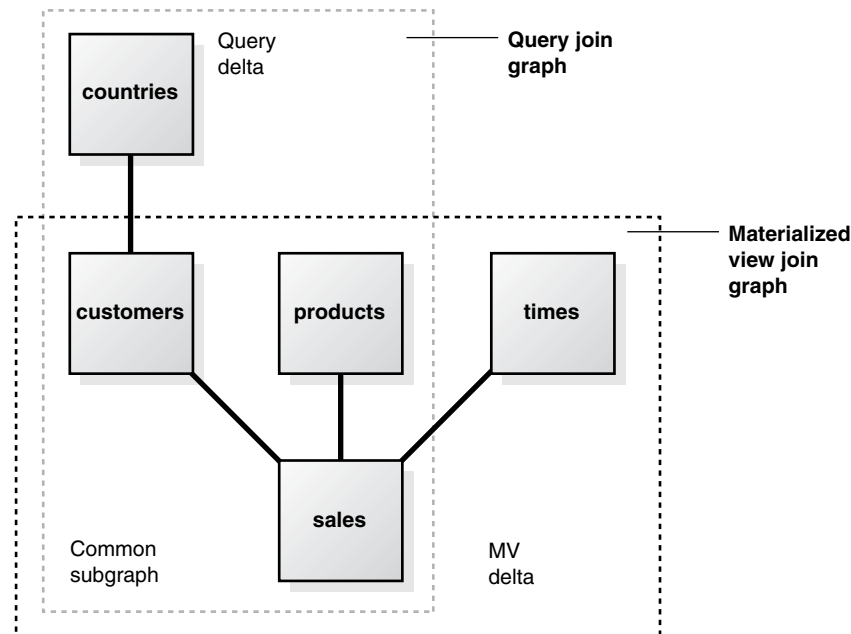 Query
delta
Query join
graph
countries
Materialized
view join
graph
customers
products
times
sales
Common
subgraph
MV
delta